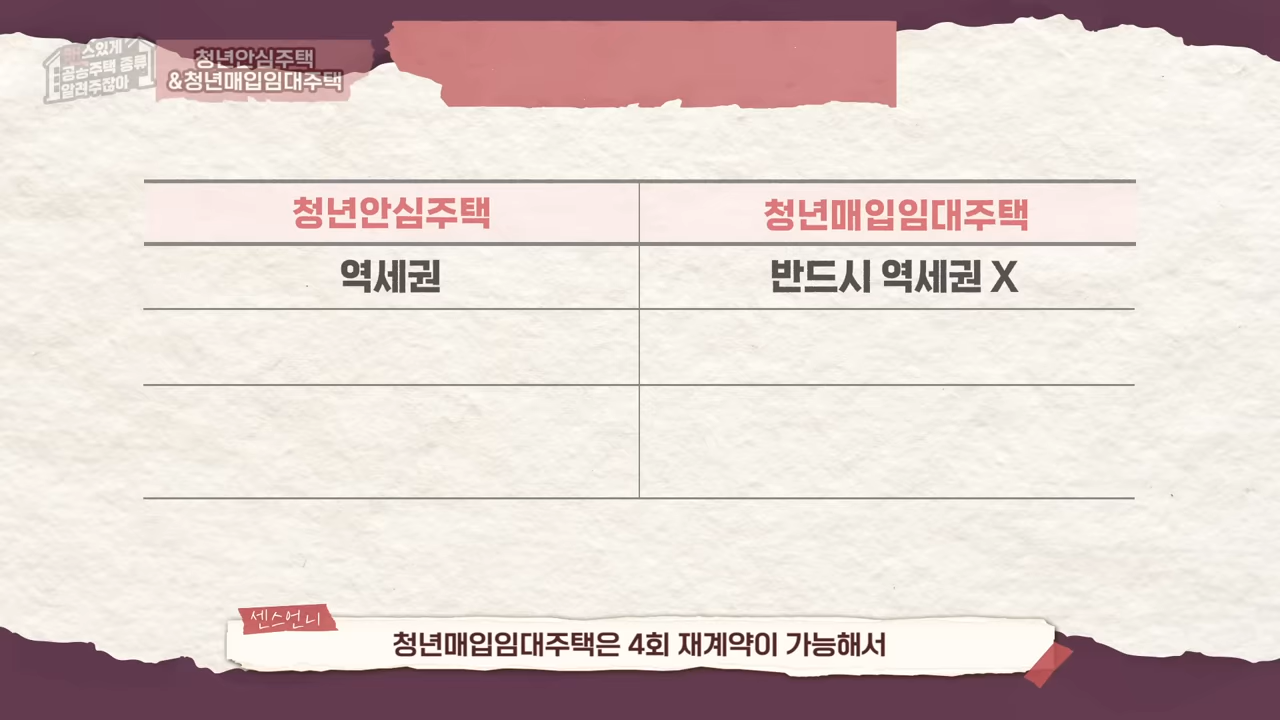 센스있게
공공주택 종류
알려주잖아
청년안심주택
&청년매입임대주택
청년안심주택
청년매입임대주택
역세권
반드시 역세권 X
센스언니
청년매입임대주택은 4회 재계약이 가능해서